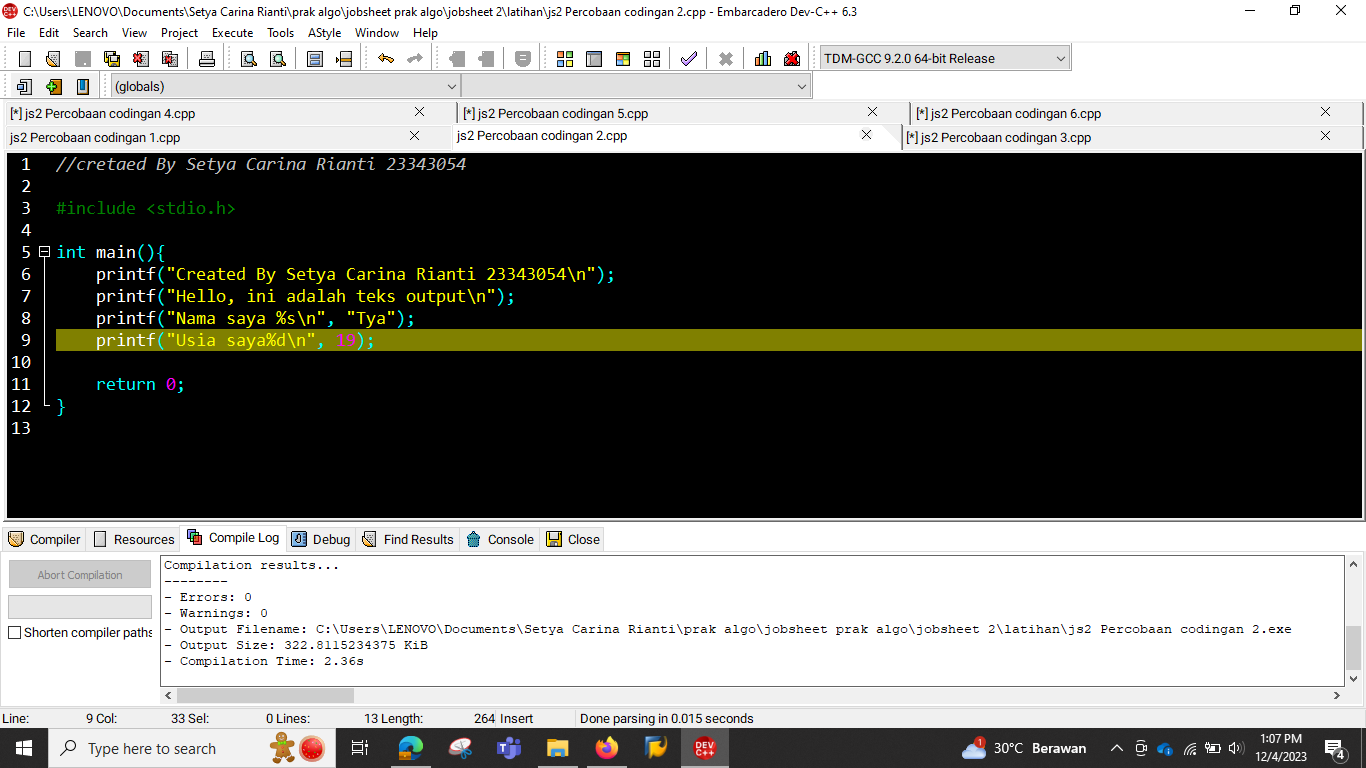 C:\Users\LENOVO\Documents\Setya Carina Rianti\prak algo\jobsheet prak algo\jobsheet 2\latihan\js2 Percobaan codingan 2.cpp - Embarcadero Dev-C++ 6.3
File Edit Search View Project Execute Tools AStyle Window Help
TDM-GCC 9.2.0 64-bit Release
(globals)
[*] js2 Percobaan codingan 4.cpp [*] js2 Percobaan codingan 5.cpp [*] js2 Percobaan codingan 6.cpp
js2 Percobaan codingan 1.cpp js2 Percobaan codingan 2.cpp [*] js2 Percobaan codingan 3.cpp
1 //cretaed By Setya Carina Rianti 23343054
2
3 #include <stdio.h>
4
5 int main(){
6 printf("Created By Setya Carina Rianti 23343054\n");
7 printf("Hello, ini adalah teks output\n");
8 printf("Nama saya %s\n", "Tya");
9 printf("Usia saya%d\n", );
10
11 return 0;
12 }
13
Compiler Resources Compile Log Debug Find Results Console Close
Abort Compilation
Shorten compiler paths
Compilation results...
--------
- Errors: 0
- Warnings: 0
- Output Filename: C:\Users\LENOVO\Documents\Setya Carina Rianti\prak algo\jobsheet prak algo\jobsheet 2\latihan\js2 Percobaan codingan 2.exe
- Output Size: 322.8115234375 KiB
- Compilation Time: 2.36s
Line: 9 Col: 33 Sel: 0 Lines: 13 Length: 264 Insert Done parsing in 0.015 seconds
Type here to search
DEV C++
30°C Berawan
1:07 PM
12/4/2023
1
4